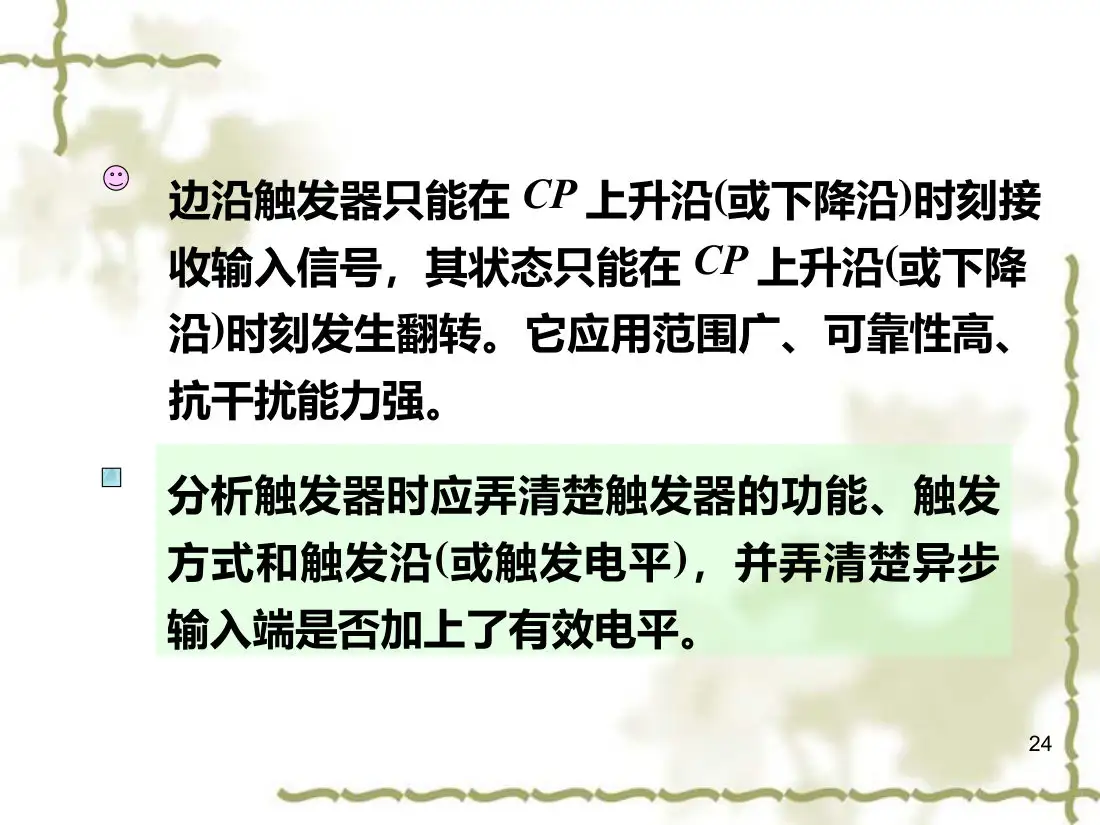 边沿触发器只能在 CP 上升沿(或下降沿)时刻接
收输入信号，其状态只能在 CP 上升沿(或下降
沿)时刻发生翻转。它应用范围广、可靠性高、
抗干扰能力强。
分析触发器时应弄清楚触发器的功能、触发
方式和触发沿(或触发电平)，并弄清楚异步
输入端是否加上了有效电平。
24